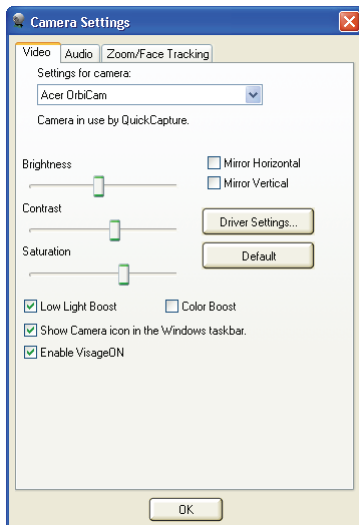 Camera Settings
Video Audio Zoom/Face Tracking
Settings for camera:
Acer OrbiCam
Camera in use by QuickCapture.
Brightness
Mirror Horizontal
Mirror Vertical
Contrast
Driver Settings...
Saturation
Default
Low Light Boost Color Boost
Show Camera icon in the Windows taskbar.
Enable VisageON
OK